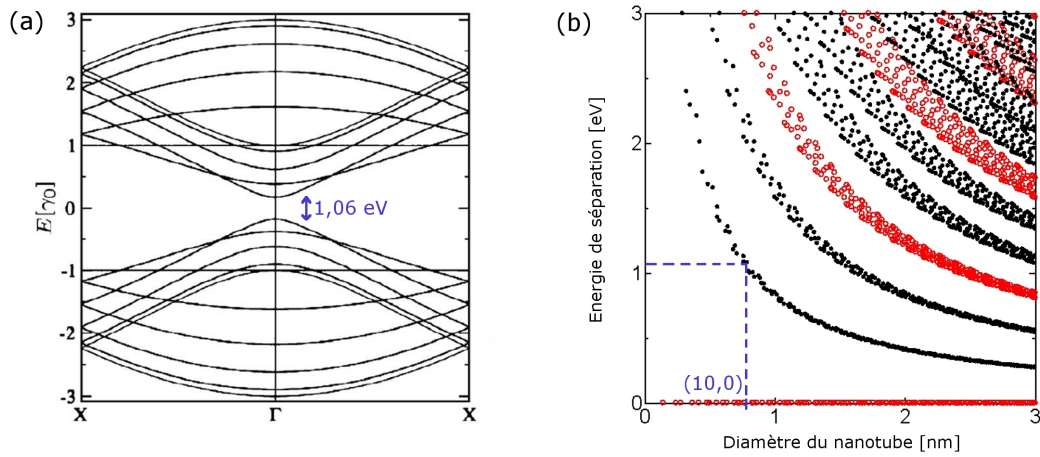 (a)
3
2
1
0
-1
-2
-3
E[γ0]
1,06 eV
X
Γ
X
(b)
3
2
1
0
Energie de séparation [eV]
(10,0)
0
1
2
3
Diamètre du nanotube [nm]